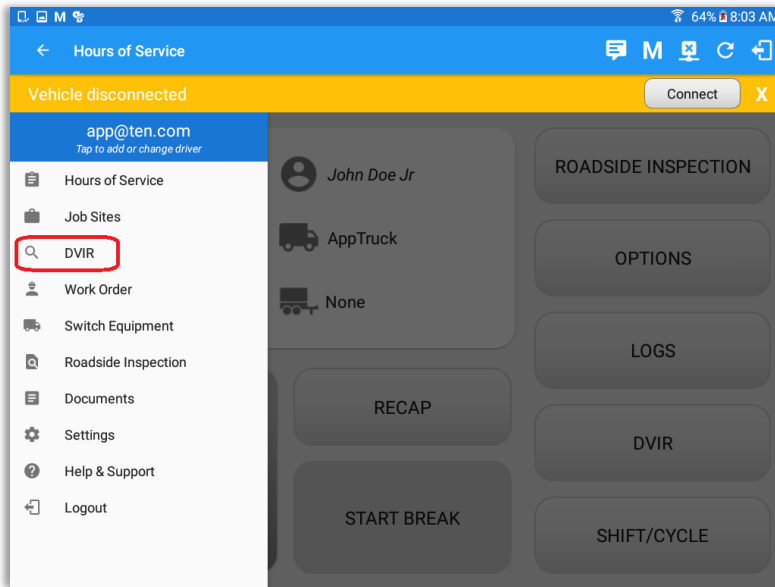 64% 8:03 AM
Hours of Service
M
Vehicle disconnected
Connect
X
app@ten.com
Tap to add or change driver
Hours of Service
Job Sites
DVIR
Work Order
Switch Equipment
Roadside Inspection
Documents
Settings
Help & Support
Logout
John Doe Jr
AppTruck
None
RECAP
START BREAK
ROADSIDE INSPECTION
OPTIONS
LOGS
DVIR
SHIFT/CYCLE